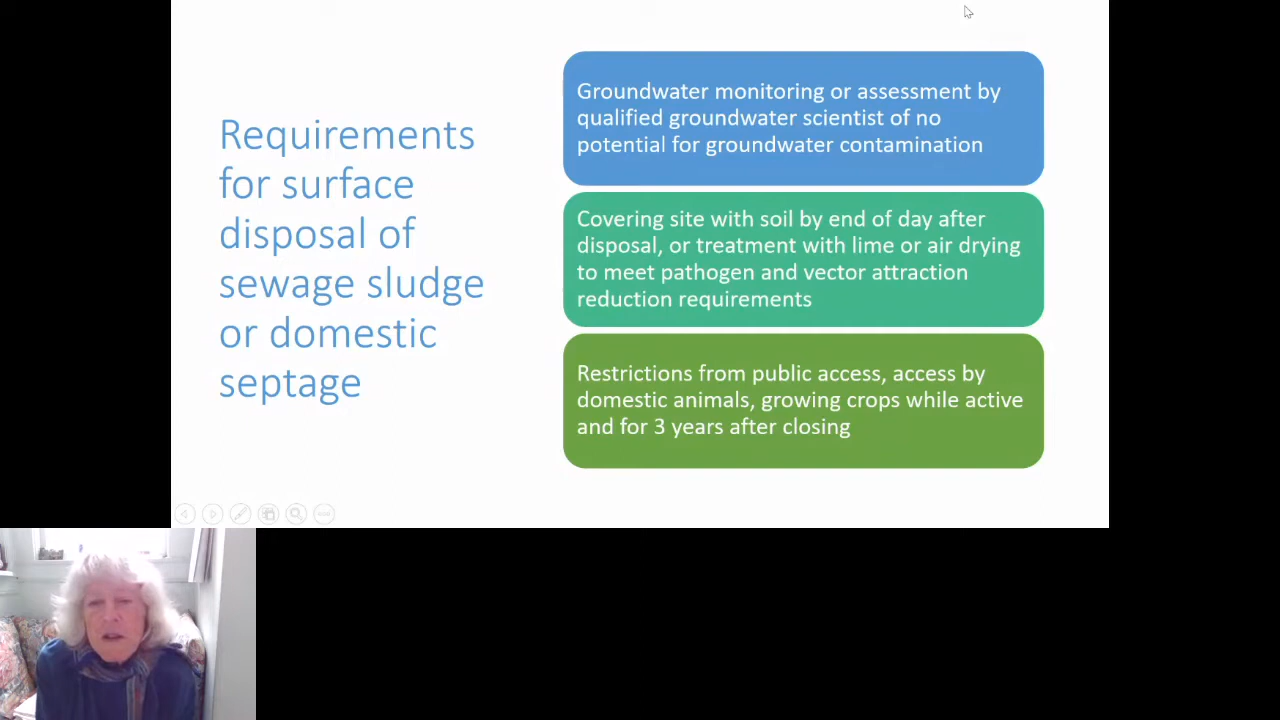 Requirements
for surface
disposal of
sewage sludge
or domestic
septage
Groundwater monitoring or assessment by
qualified groundwater scientist of no
potential for groundwater contamination
Covering site with soil by end of day after
disposal, or treatment with lime or air drying
to meet pathogen and vector attraction
reduction requirements
Restrictions from public access, access by
domestic animals, growing crops while active
and for 3 years after closing